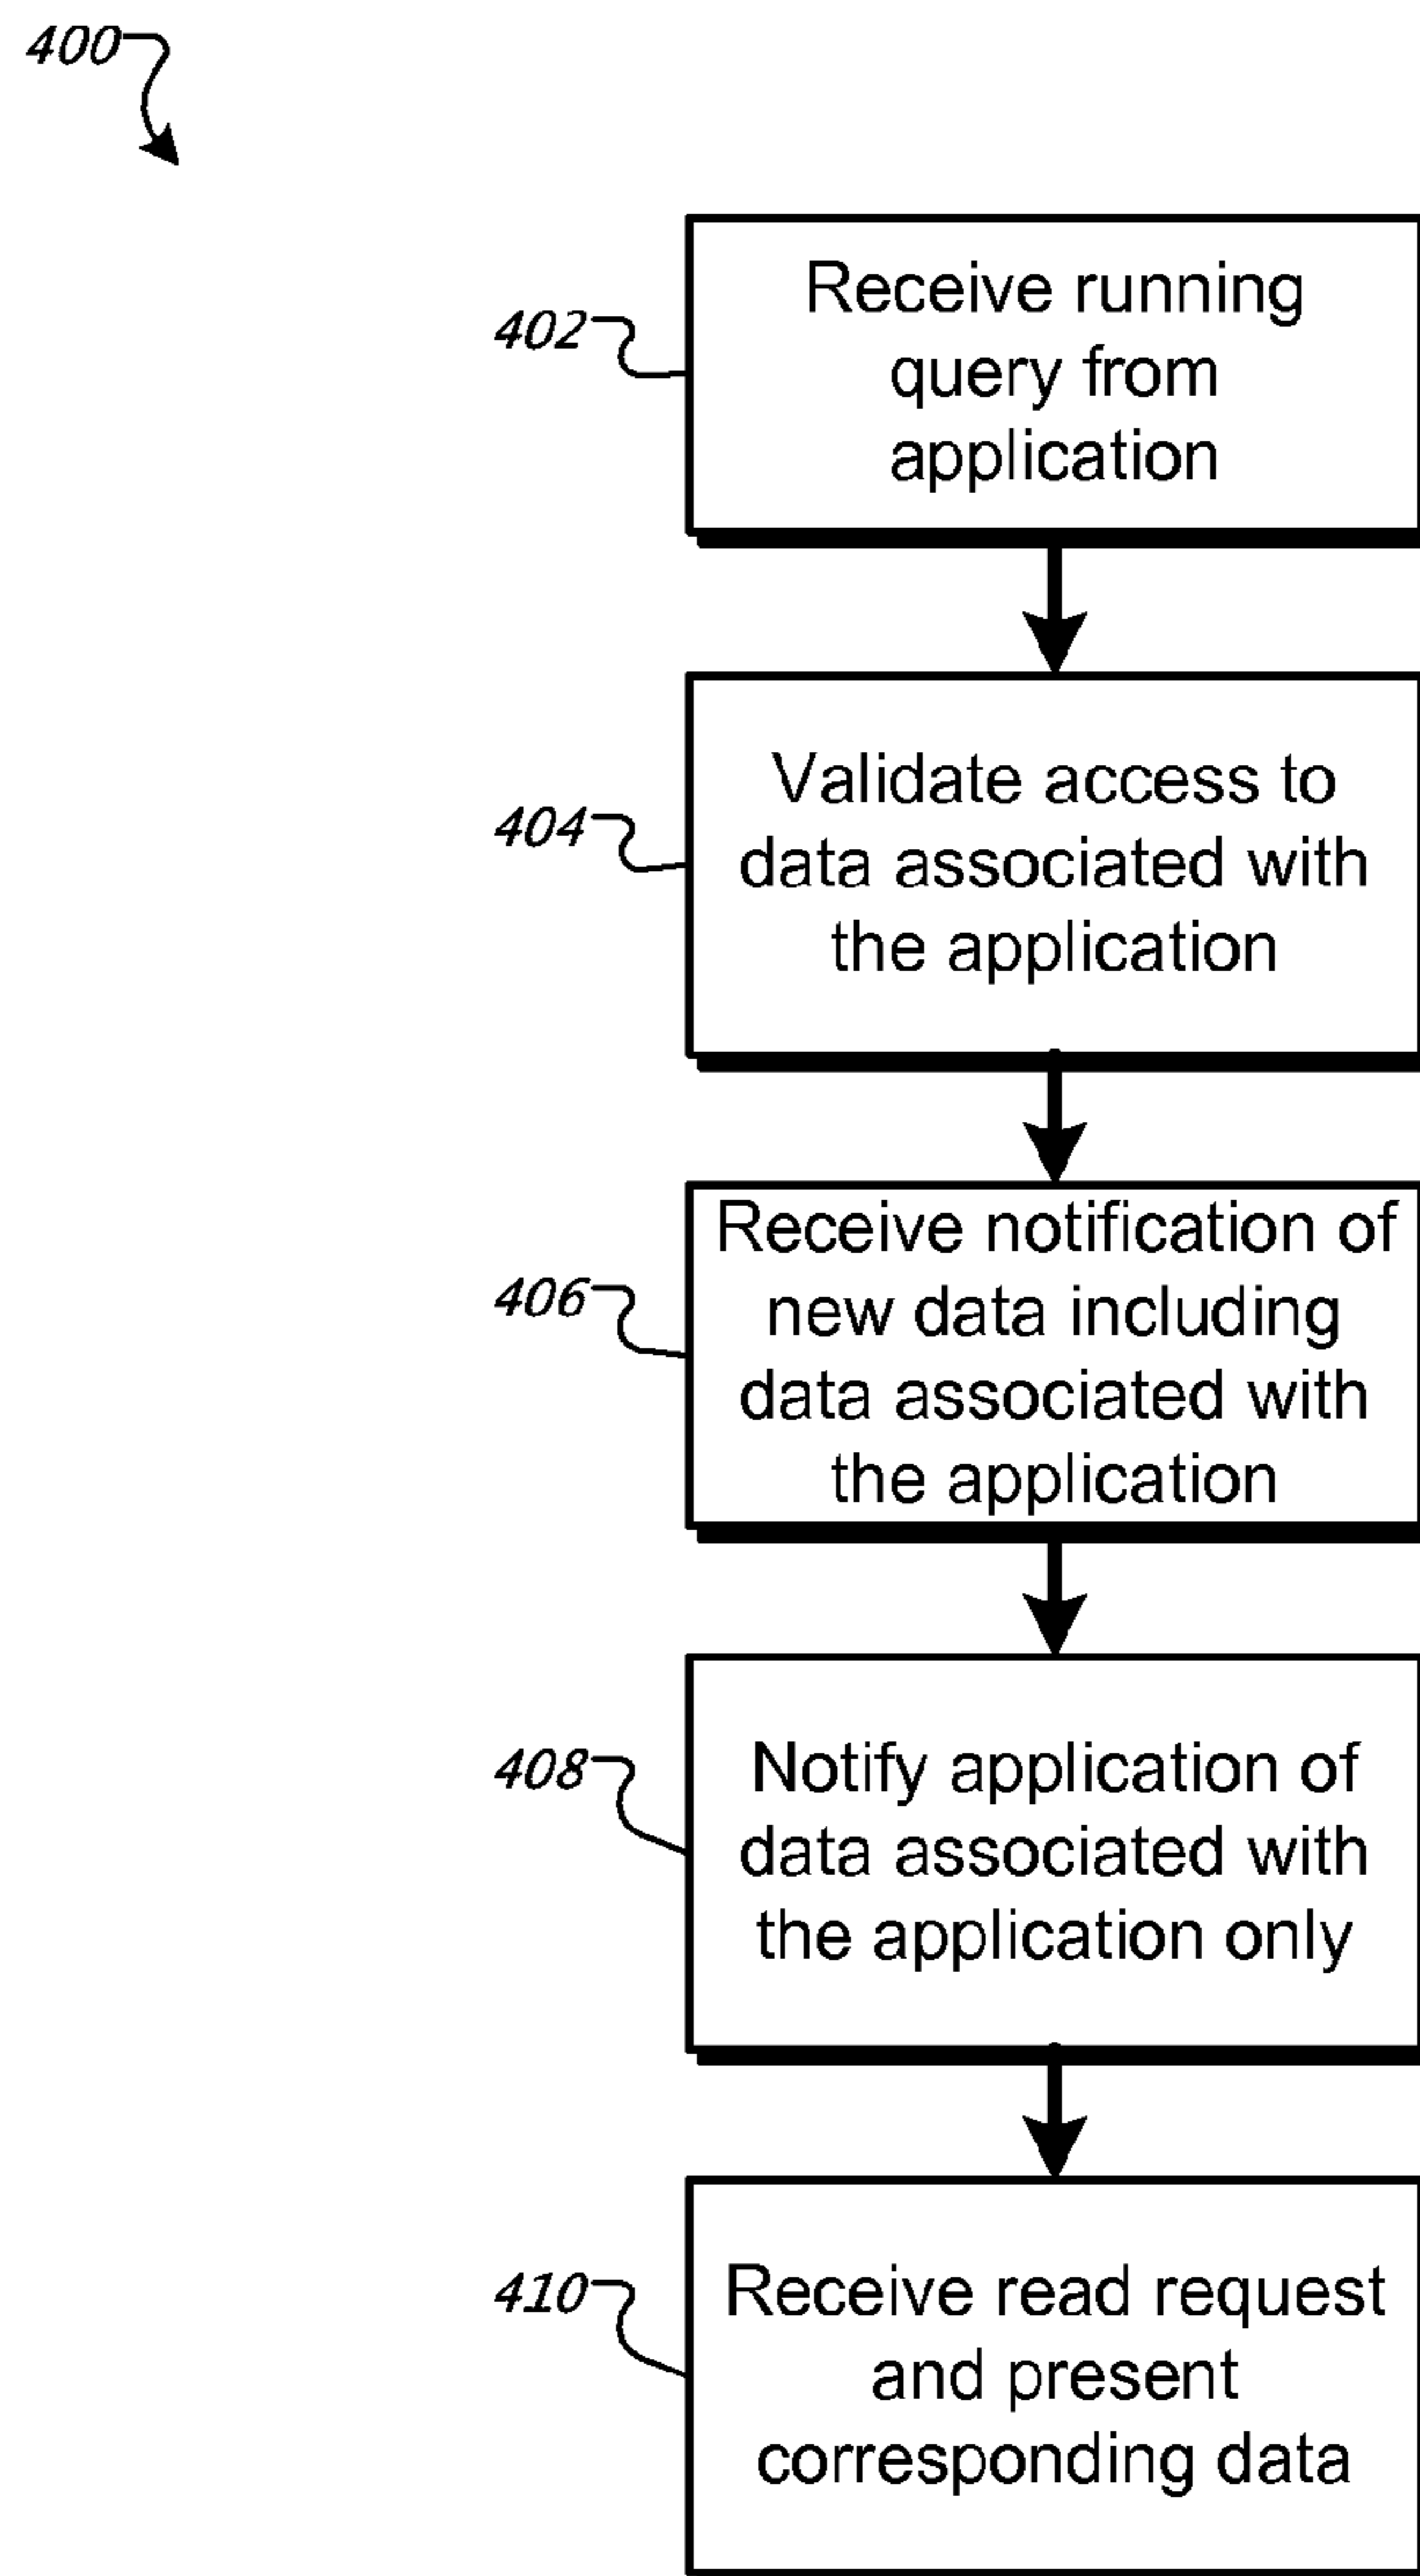 400
402
Receive running
query from
application
404
Validate access to
data associated with
the application
406
Receive notification of
new data including
data associated with
the application
408
Notify application of
data associated with
the application only
410
Receive read request
and present
corresponding data